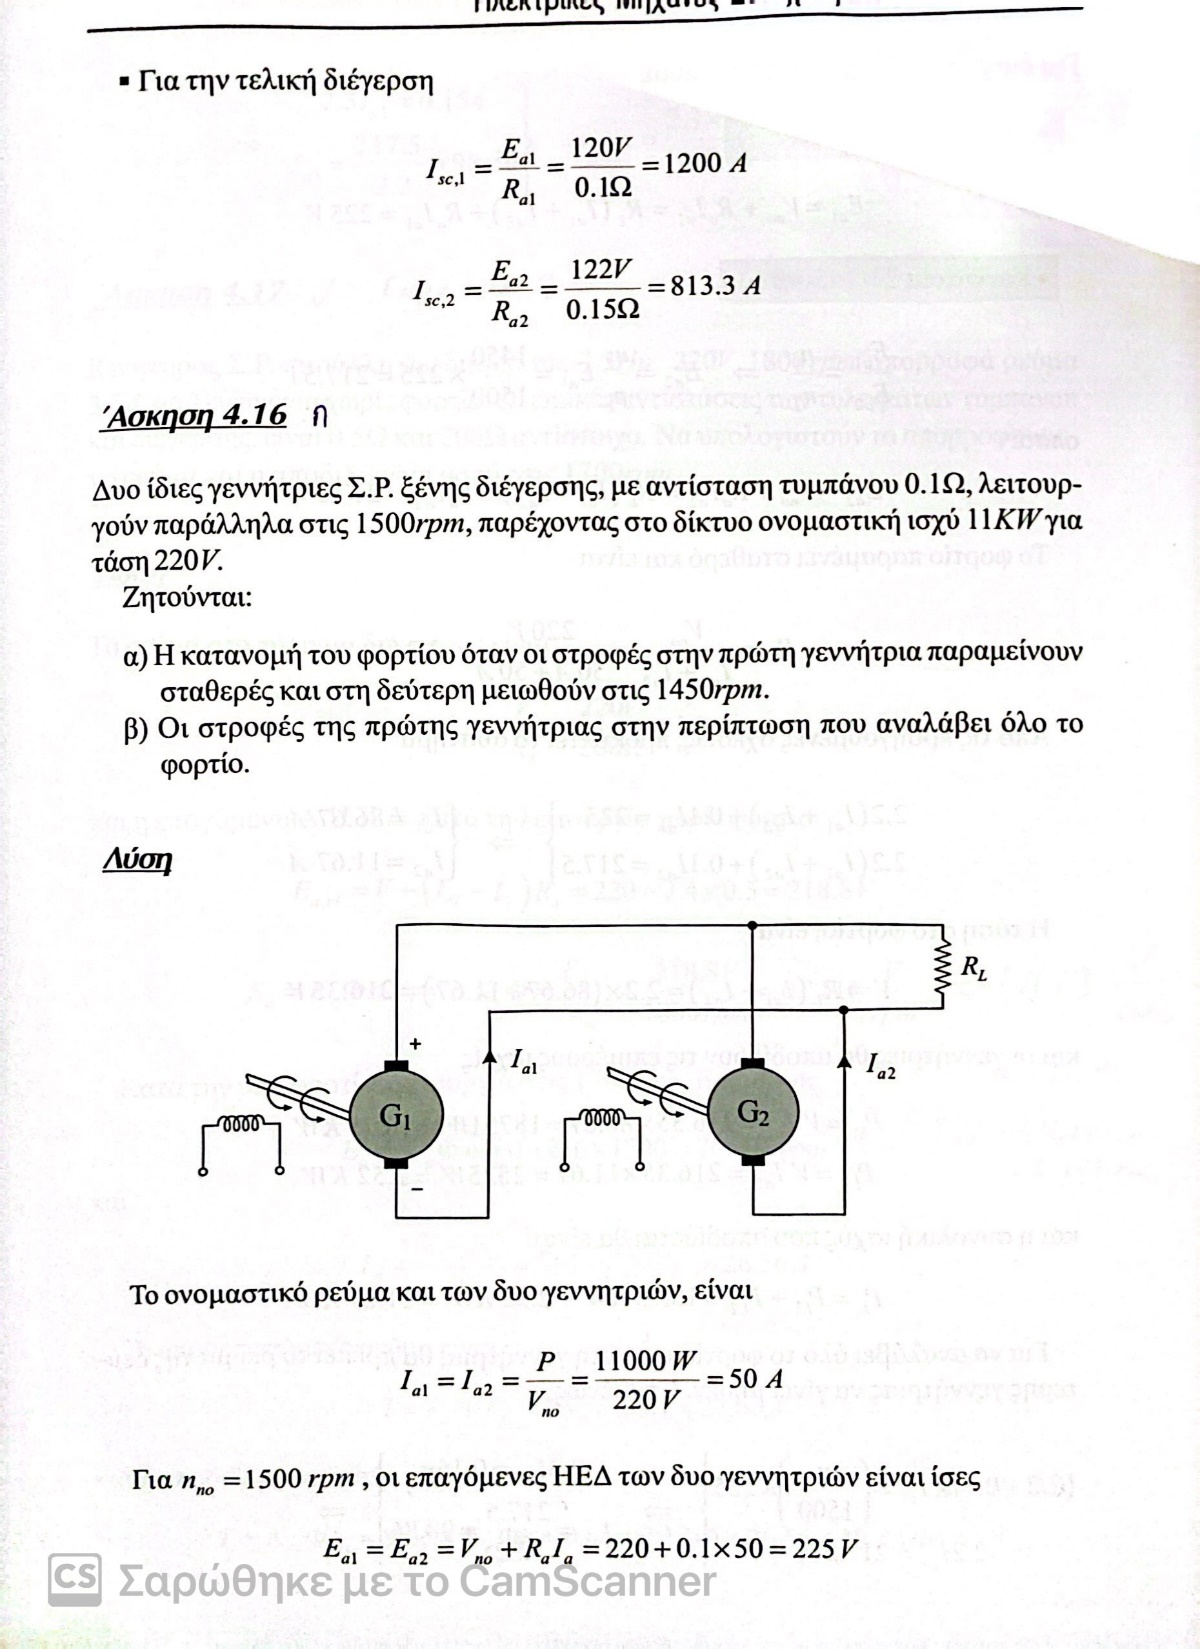 ▪ Για την τελική διέγερση
I_{sc,1} = E_{a1}/R_{a1} = 120V/0.1Ω = 1200 A
I_{sc,2} = E_{a2}/R_{a2} = 122V/0.15Ω = 813.3 A
Άσκηση 4.16
Δυο ίδιες γεννήτριες Σ.Ρ. ξένης διέγερσης, με αντίσταση τυμπάνου 0.1Ω, λειτουρ-
γούν παράλληλα στις 1500rpm, παρέχοντας στο δίκτυο ονομαστική ισχύ 11KW για
τάση 220V.
Ζητούνται:
α) Η κατανομή του φορτίου όταν οι στροφές στην πρώτη γεννήτρια παραμείνουν
σταθερές και στη δεύτερη μειωθούν στις 1450rpm.
β) Οι στροφές της πρώτης γεννήτριας στην περίπτωση που αναλάβει όλο το
φορτίο.
Λύση
R_L
+
I_{a1}
I_{a2}
G_1
G_2
−
Το ονομαστικό ρεύμα και των δυο γεννητριών, είναι
I_{a1} = I_{a2} = P/V_{no} = 11000 W/220 V = 50 A
Για n_{no} = 1500 rpm , οι επαγόμενες ΗΕΔ των δυο γεννητριών είναι ίσες
E_{a1} = E_{a2} = V_{no} + R_a I_a = 220 + 0.1×50 = 225 V
CS Σαρώθηκε με το CamScanner